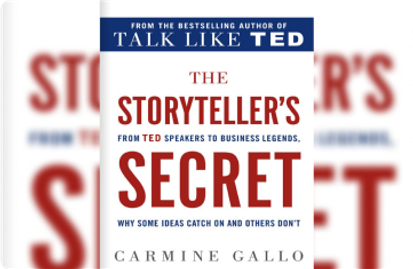 FROM THE BESTSELLING AUTHOR OF
TALK LIKE TED
THE
STORYTELLER'S
FROM TED SPEAKERS TO BUSINESS LEGENDS,
SECRET
WHY SOME IDEAS CATCH ON AND OTHERS DON'T
CARMINE GALLO